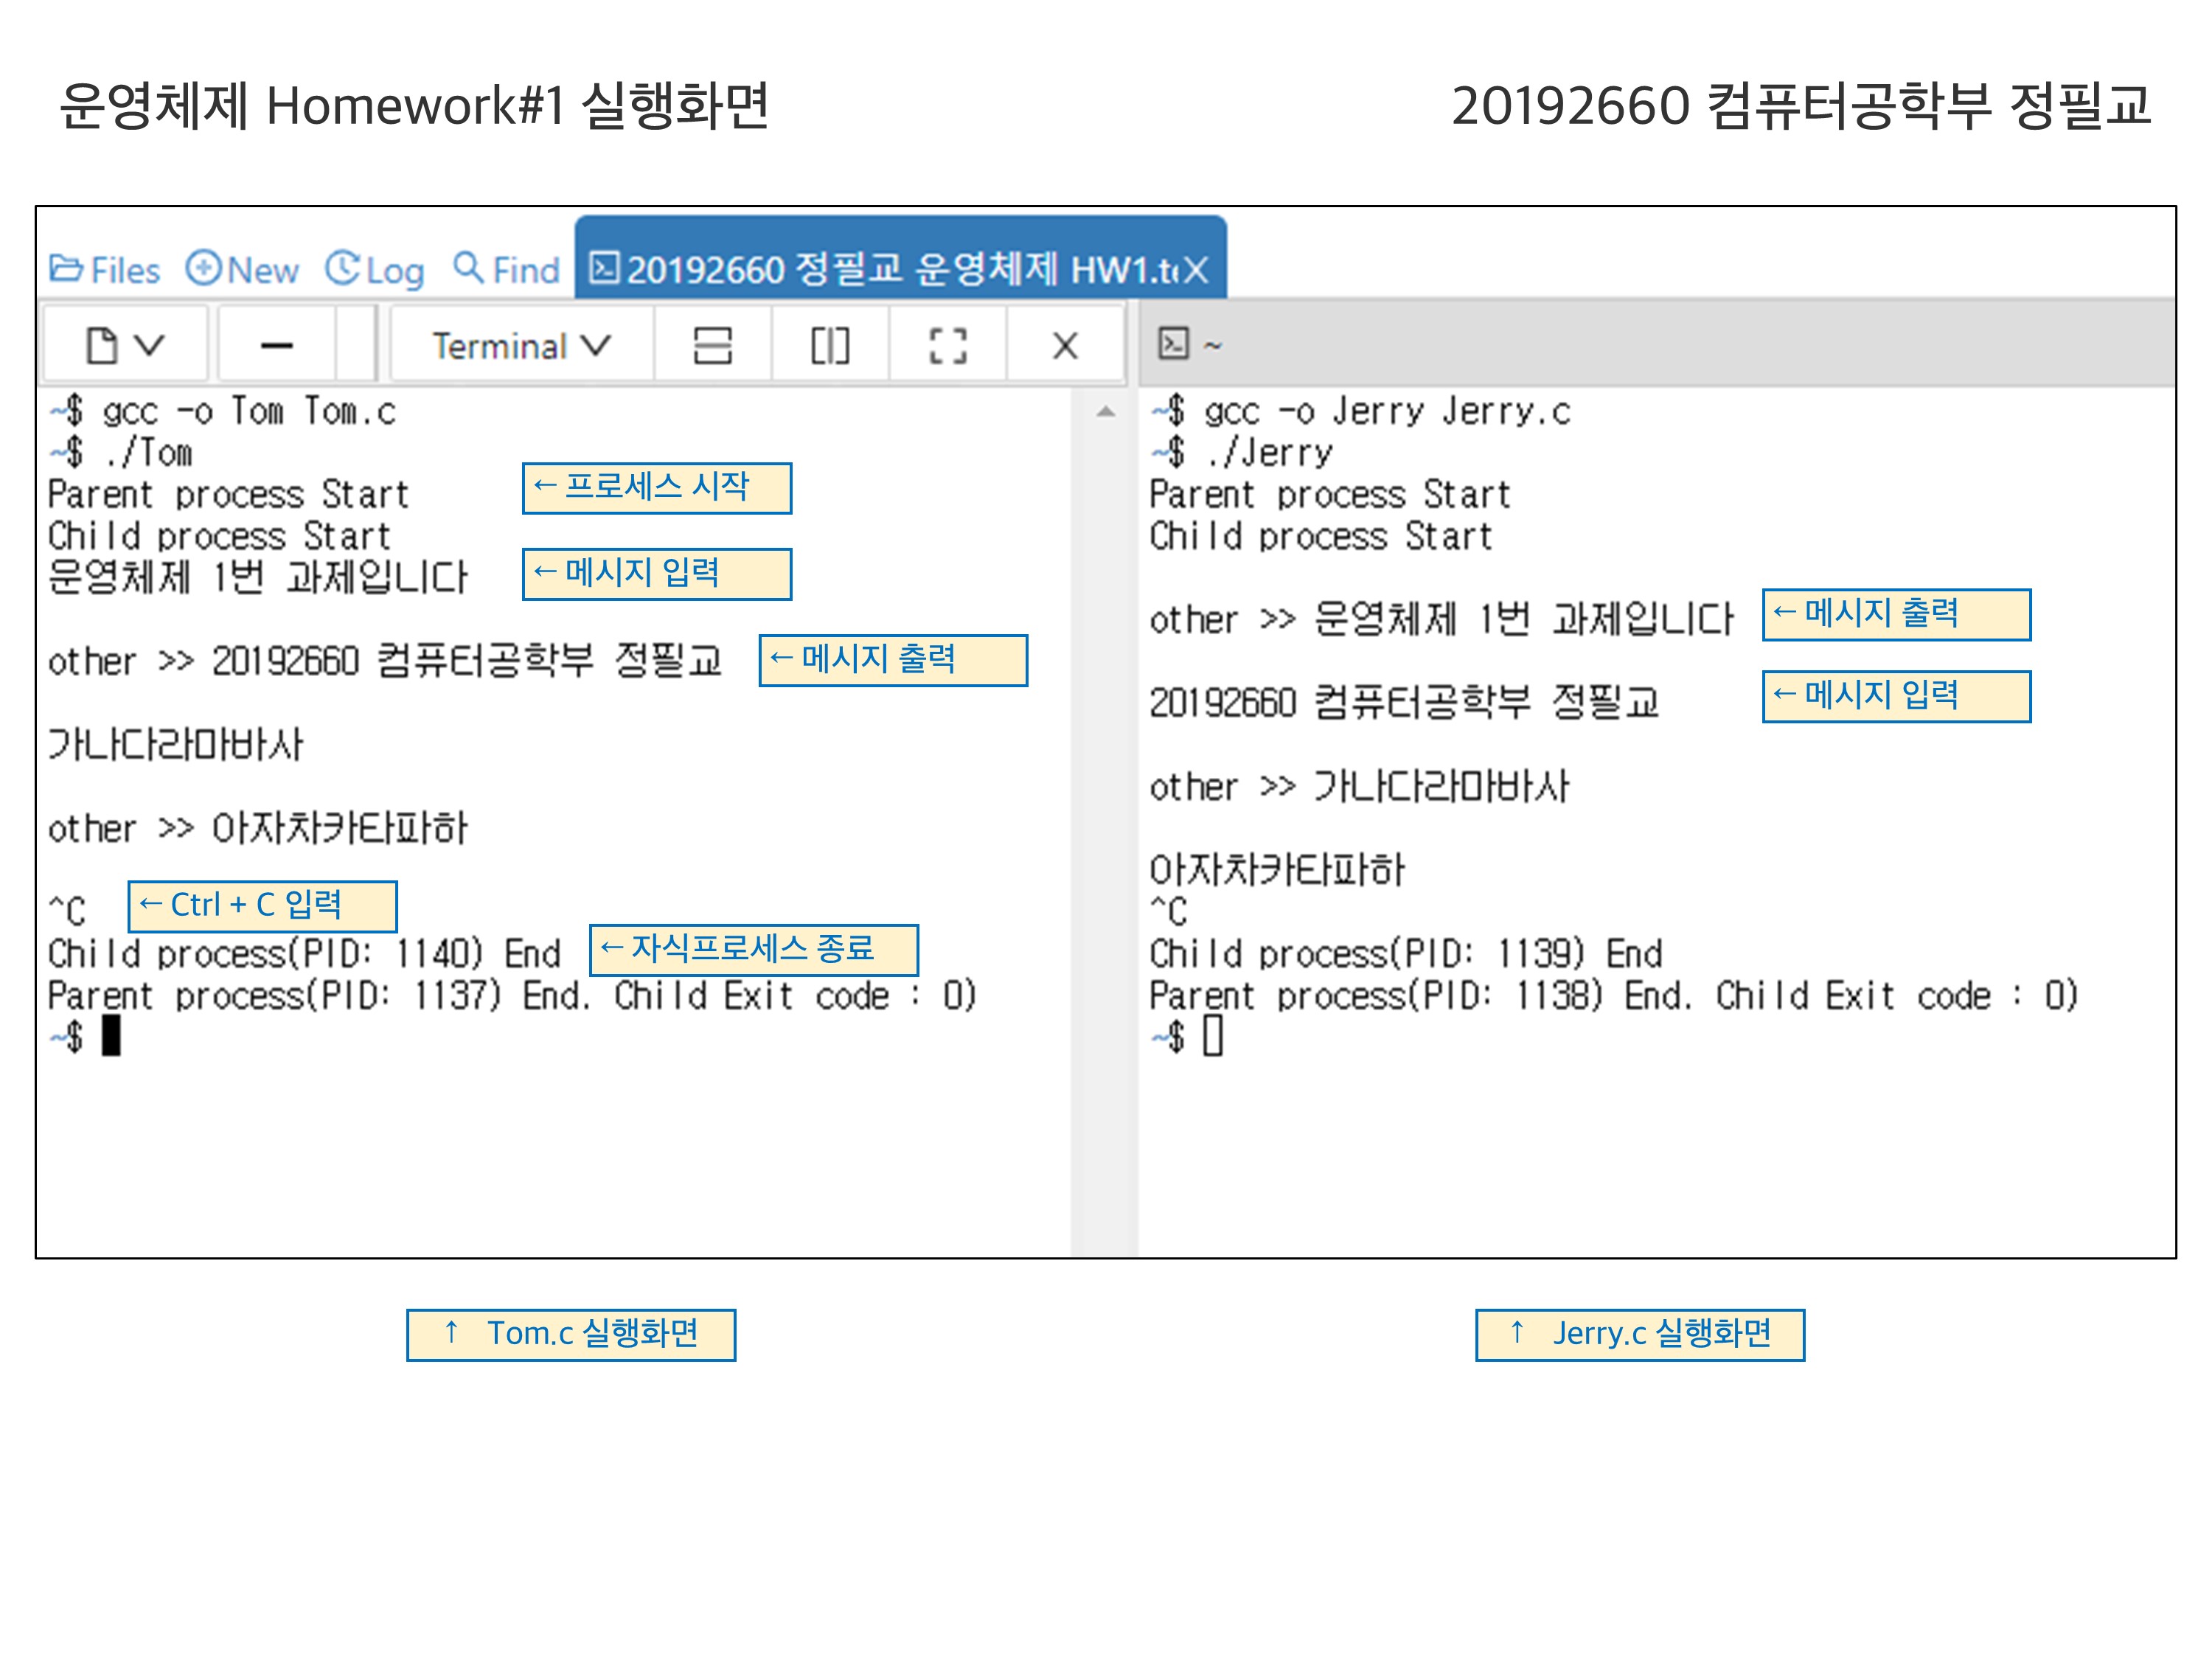 운영체제 Homework#1 실행화면
20192660 컴퓨터공학부 정필교
Files New Log Find 20192660 정필교 운영체제 HW1.te X
Terminal
~
~$ gcc -o Tom Tom.c
~$ ./Tom
Parent process Start
← 프로세스 시작
Child process Start
운영체제 1번 과제입니다
← 메시지 입력
other >> 20192660 컴퓨터공학부 정필교
← 메시지 출력
가나다라마바사
other >> 아자차카타파하
^C
← Ctrl + C 입력
Child process(PID: 1140) End
← 자식프로세스 종료
Parent process(PID: 1137) End. Child Exit code : 0)
~$
~$ gcc -o Jerry Jerry.c
~$ ./Jerry
Parent process Start
Child process Start
other >> 운영체제 1번 과제입니다
← 메시지 출력
20192660 컴퓨터공학부 정필교
← 메시지 입력
other >> 가나다라마바사
아자차카타파하
^C
Child process(PID: 1139) End
Parent process(PID: 1138) End. Child Exit code : 0)
~$
↑ Tom.c 실행화면
↑ Jerry.c 실행화면